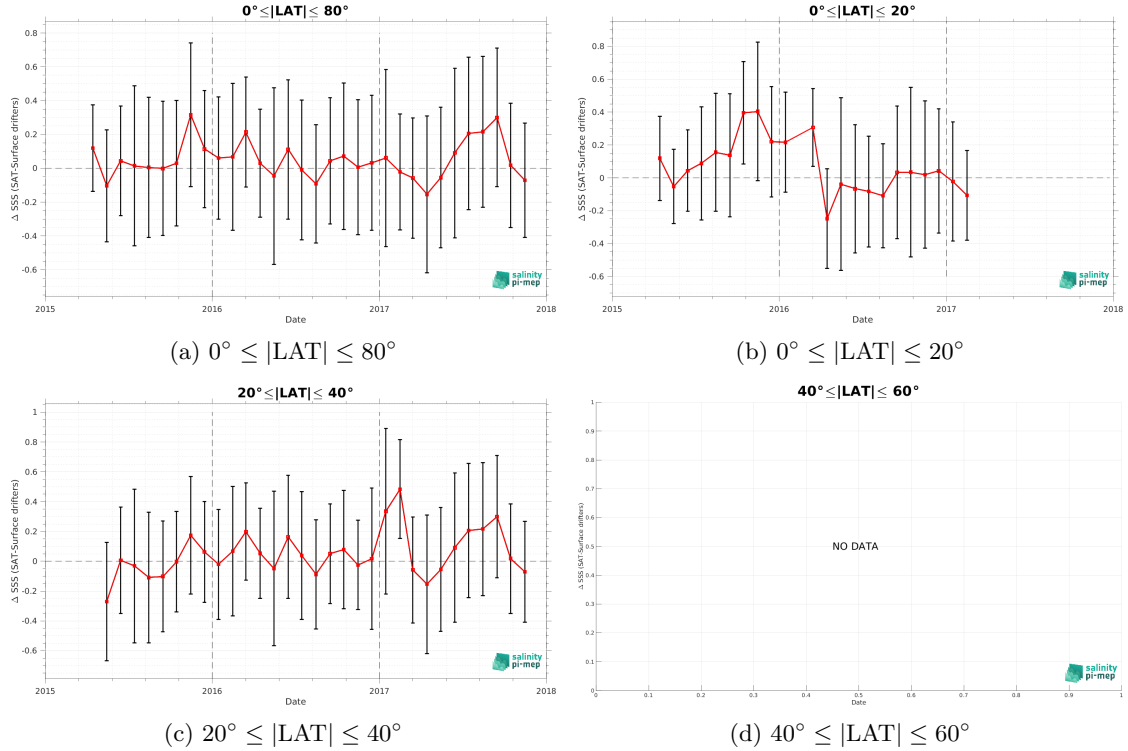 0°≤|LAT|≤ 80°
Δ SSS (SAT-Surface drifters)
0.8
0.6
0.4
0.2
0
-0.2
-0.4
-0.6
2015
2016
2017
2018
Date
salinity
pi-mep
(a) 0° ≤ |LAT| ≤ 80°
0°≤|LAT|≤ 20°
Δ SSS (SAT-Surface drifters)
0.8
0.6
0.4
0.2
0
-0.2
-0.4
-0.6
2015
2016
2017
2018
Date
salinity
pi-mep
(b) 0° ≤ |LAT| ≤ 20°
20°≤|LAT|≤ 40°
Δ SSS (SAT-Surface drifters)
1
0.8
0.6
0.4
0.2
0
-0.2
-0.4
-0.6
2015
2016
2017
2018
Date
salinity
pi-mep
(c) 20° ≤ |LAT| ≤ 40°
40°≤|LAT|≤ 60°
Δ SSS (SAT-Surface drifters)
1
0.9
0.8
0.7
0.6
0.5
0.4
0.3
0.2
0.1
0
NO DATA
0
0.1
0.2
0.3
0.4
0.5
0.6
0.7
0.8
0.9
1
Date
salinity
pi-mep
(d) 40° ≤ |LAT| ≤ 60°